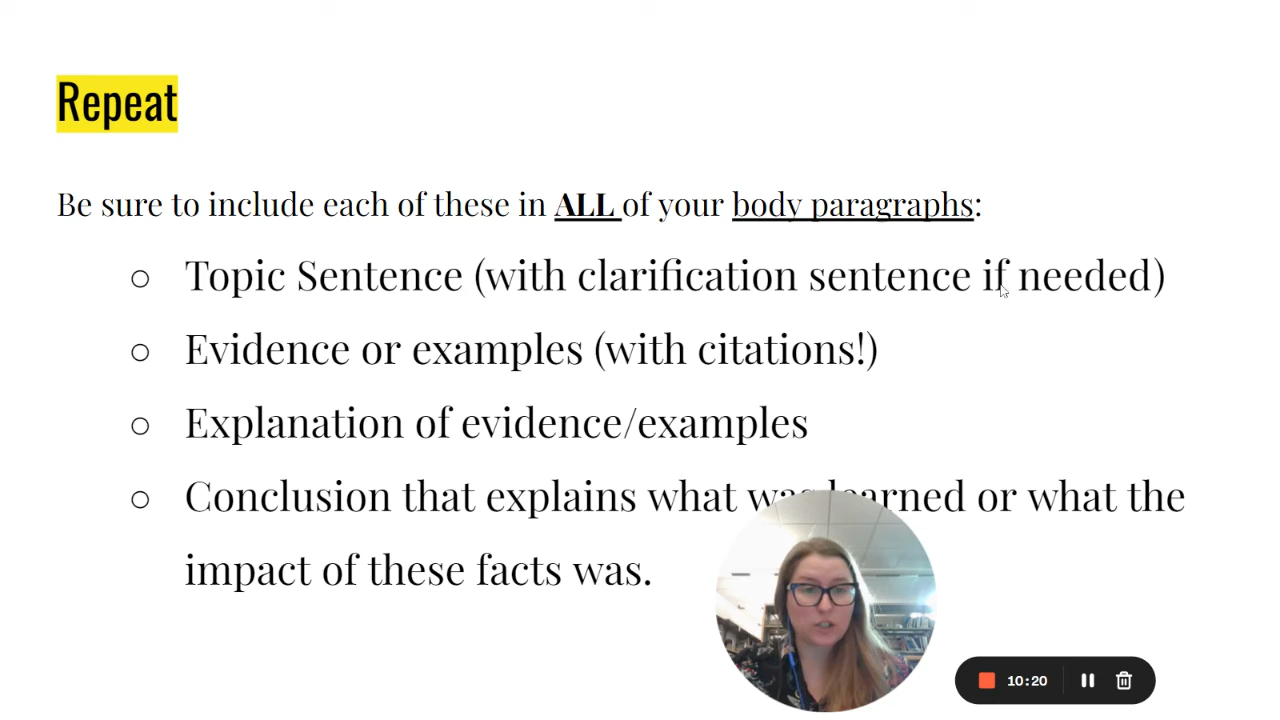 Repeat
Be sure to include each of these in ALL of your body paragraphs:
○ Topic Sentence (with clarification sentence if needed)
○ Evidence or examples (with citations!)
○ Explanation of evidence/examples
○ Conclusion that explains what was learned or what the
impact of these facts was.
10:20